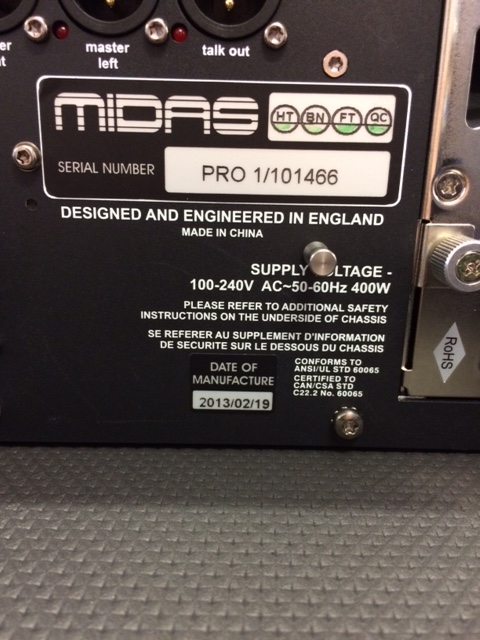 er
t
master
left
talk out
MIDAS
HT BN FT QC
SERIAL NUMBER
PRO 1/101466
DESIGNED AND ENGINEERED IN ENGLAND
MADE IN CHINA
SUPPLY VOLTAGE -
100-240V AC~50-60Hz 400W
PLEASE REFER TO ADDITIONAL SAFETY
INSTRUCTIONS ON THE UNDERSIDE OF CHASSIS
SE REFERER AU SUPPLEMENT D'INFORMATION
DE SECURITE SUR LE DESSOUS DU CHASSIS
DATE OF
MANUFACTURE
2013/02/19
CONFORMS TO
ANSI/UL STD 60065
CERTIFIED TO
CAN/CSA STD
C22.2 No. 60065
RoHS